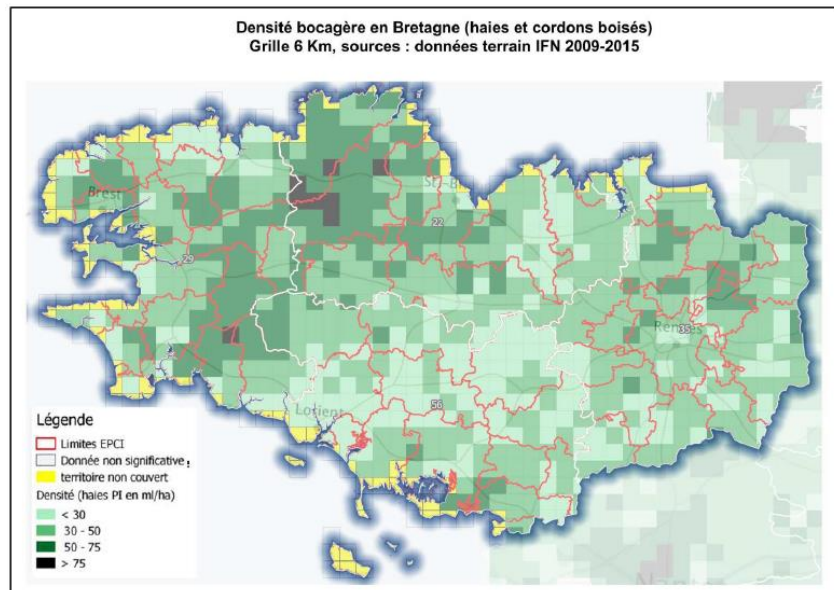 Densité bocagère en Bretagne (haies et cordons boisés)
Grille 6 Km, sources : données terrain IFN 2009-2015
Brest
22
29
Rennes
35
Lorient
56
Légende
Limites EPCI
Donnée non significative ,
territoire non couvert
Densité (haies PI en ml/ha)
< 30
30 - 50
50 - 75
> 75